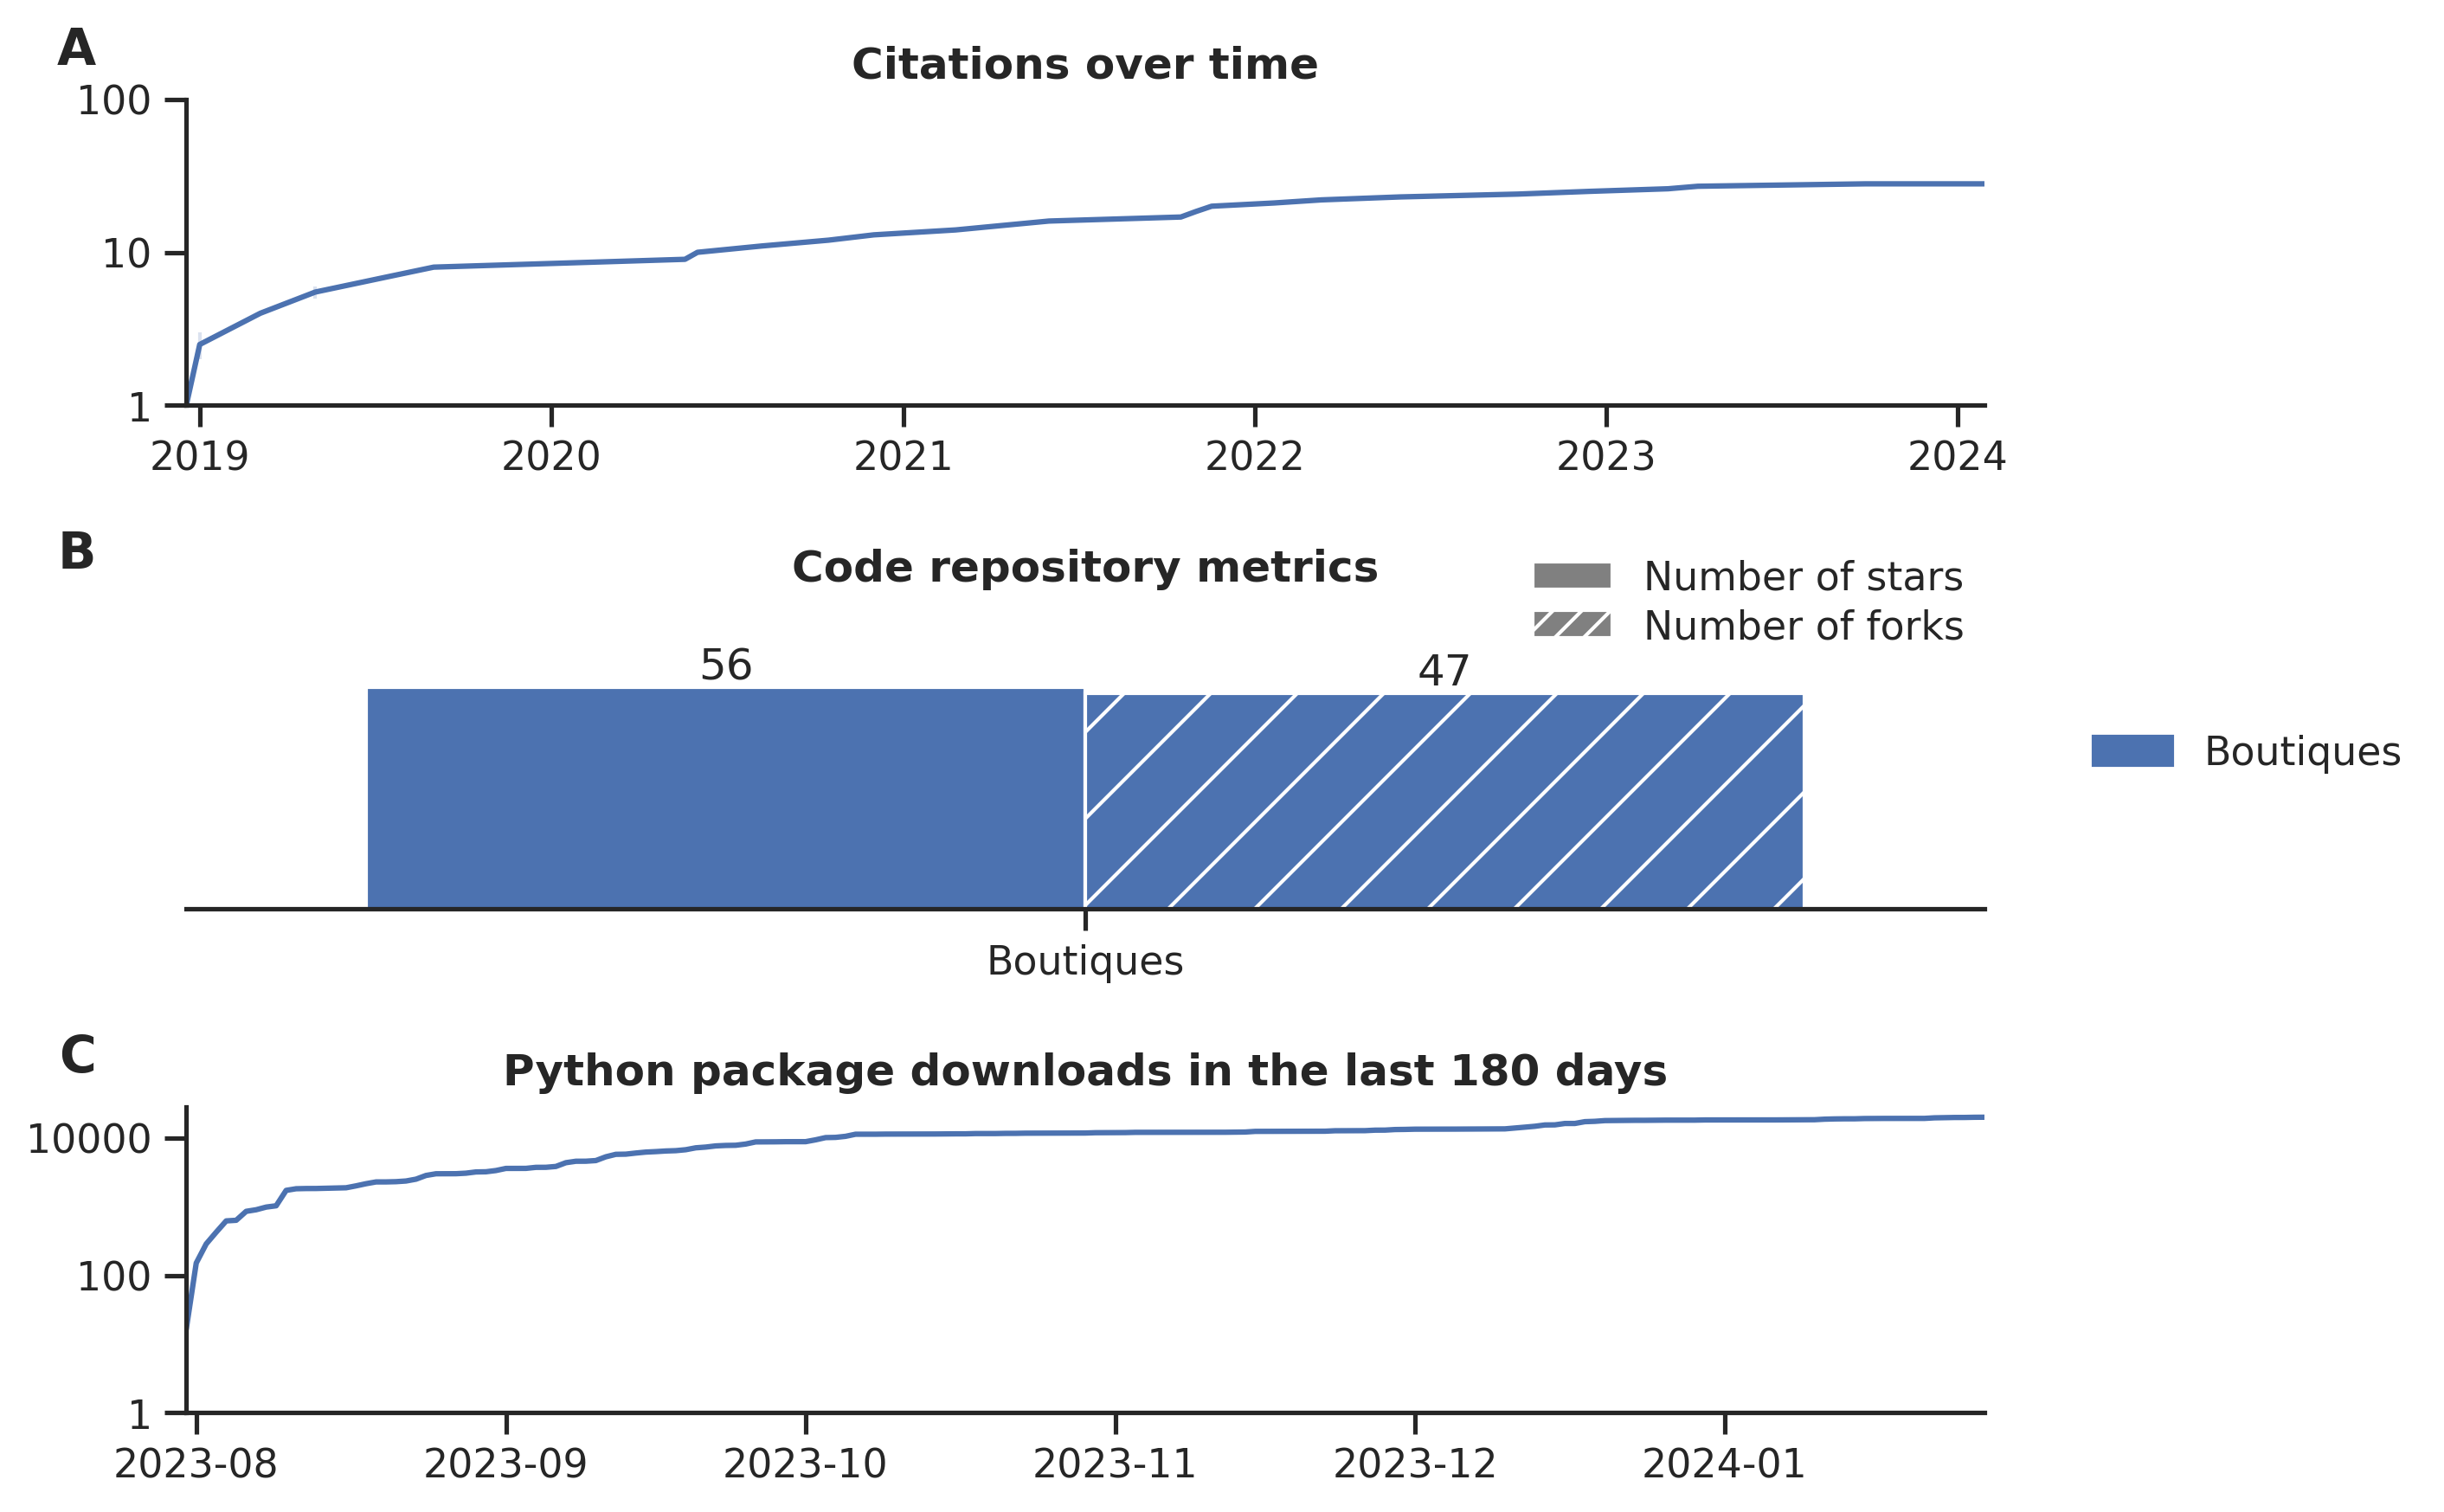 A
Citations over time
100
10
1
2019 2020 2021 2022 2023 2024
B
Code repository metrics
Number of stars
Number of forks
56 47
Boutiques
Boutiques
C
Python package downloads in the last 180 days
10000
100
1
2023-08 2023-09 2023-10 2023-11 2023-12 2024-01